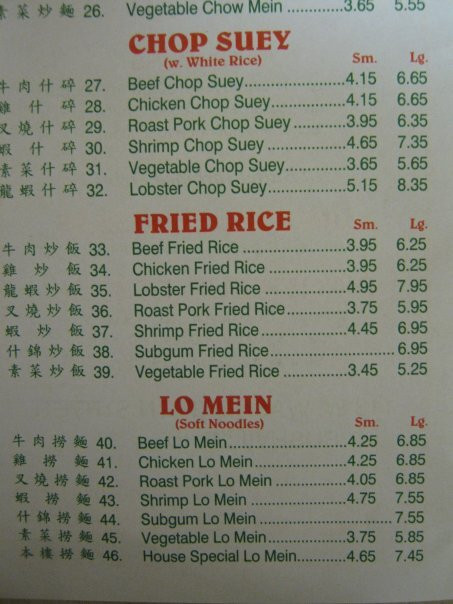 素菜炒麵 26. Vegetable Chow Mein ..............3.65 5.55
CHOP SUEY
(w. White Rice) Sm. Lg.
牛肉什碎 27. Beef Chop Suey......................4.15 6.65
雞什碎 28. Chicken Chop Suey................4.15 6.65
叉燒什碎 29. Roast Pork Chop Suey ..........3.95 6.35
蝦什碎 30. Shrimp Chop Suey ................4.65 7.35
素菜什碎 31. Vegetable Chop Suey.............3.65 5.65
龍蝦什碎 32. Lobster Chop Suey.................5.15 8.35
FRIED RICE Sm. Lg.
牛肉炒飯 33. Beef Fried Rice ......................3.95 6.25
雞炒飯 34. Chicken Fried Rice ................3.95 6.25
龍蝦炒飯 35. Lobster Fried Rice .................4.95 7.95
叉燒炒飯 36. Roast Pork Fried Rice............3.75 5.95
蝦炒飯 37. Shrimp Fried Rice ..................4.45 6.95
什錦炒飯 38. Subgum Fried Rice..........................6.95
素菜炒飯 39. Vegetable Fried Rice .............3.45 5.25
LO MEIN
(Soft Noodles) Sm. Lg.
牛肉撈麵 40. Beef Lo Mein.........................4.25 6.85
雞撈麵 41. Chicken Lo Mein...................4.25 6.85
叉燒撈麵 42. Roast Pork Lo Mein ..............4.05 6.85
蝦撈麵 43. Shrimp Lo Mein.....................4.75 7.55
什錦撈麵 44. Subgum Lo Mein ............................7.55
素菜撈麵 45. Vegetable Lo Mein.................3.75 5.85
本樓撈麵 46. House Special Lo Mein...........4.65 7.45